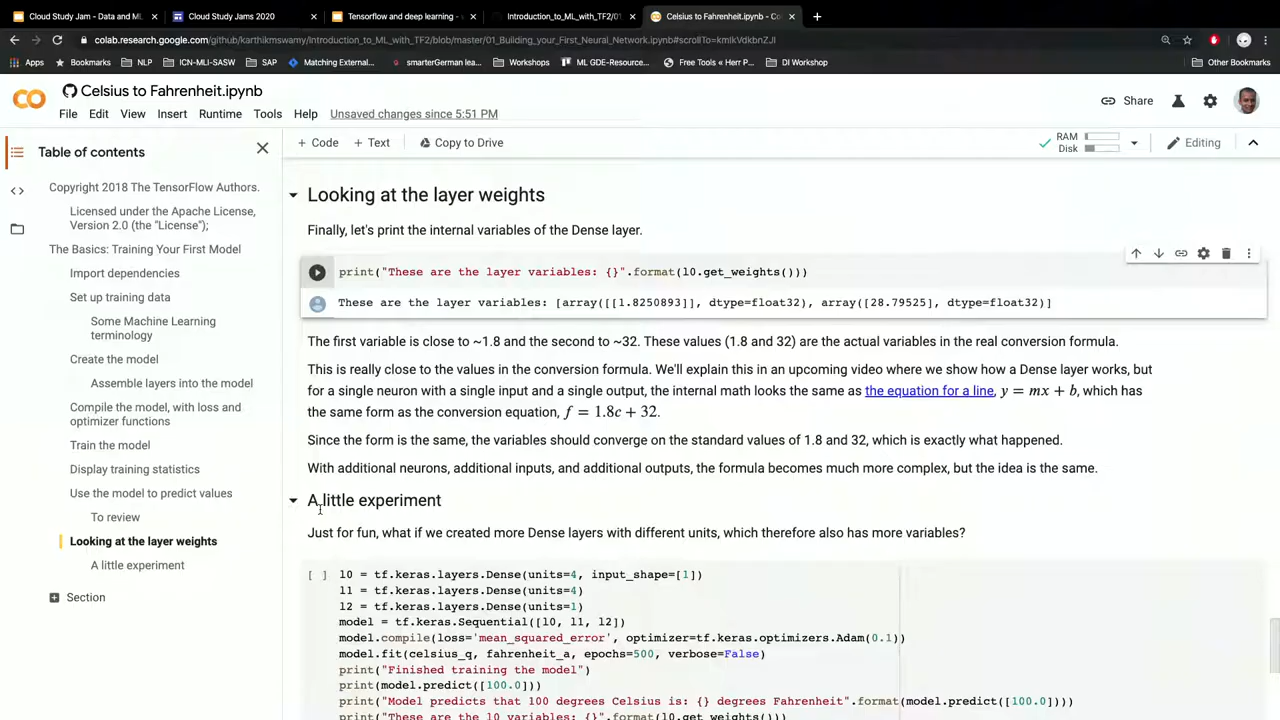 Cloud Study Jam - Data and ML
Cloud Study Jams 2020
Tensorflow and deep learning -
Introduction_to_ML_with_TF2/01
Celsius to Fahrenheit.ipynb - Co
colab.research.google.com/github/karthikmswamy/Introduction_to_ML_with_TF2/blob/master/01_Building_your_First_Neural_Network.ipynb#scrollTo=kmIkVdkbnZJI
Apps Bookmarks NLP ICN-MLI-SASW SAP Matching External... smarterGerman lea... Workshops ML GDE-Resource... Free Tools « Herr P... DI Workshop Other Bookmarks
CO Celsius to Fahrenheit.ipynb
File Edit View Insert Runtime Tools Help Unsaved changes since 5:51 PM
Share
+ Code + Text Copy to Drive
RAM
Disk
Editing
Table of contents
Copyright 2018 The TensorFlow Authors.
Licensed under the Apache License,
Version 2.0 (the "License");
The Basics: Training Your First Model
Import dependencies
Set up training data
Some Machine Learning
terminology
Create the model
Assemble layers into the model
Compile the model, with loss and
optimizer functions
Train the model
Display training statistics
Use the model to predict values
To review
Looking at the layer weights
A little experiment
Section
Looking at the layer weights
Finally, let's print the internal variables of the Dense layer.
print("These are the layer variables: {}".format(l0.get_weights()))
These are the layer variables: [array([[1.8250893]], dtype=float32), array([28.79525], dtype=float32)]
The first variable is close to ~1.8 and the second to ~32. These values (1.8 and 32) are the actual variables in the real conversion formula.
This is really close to the values in the conversion formula. We'll explain this in an upcoming video where we show how a Dense layer works, but
for a single neuron with a single input and a single output, the internal math looks the same as the equation for a line, y = mx + b, which has
the same form as the conversion equation, f = 1.8c + 32.
Since the form is the same, the variables should converge on the standard values of 1.8 and 32, which is exactly what happened.
With additional neurons, additional inputs, and additional outputs, the formula becomes much more complex, but the idea is the same.
A little experiment
Just for fun, what if we created more Dense layers with different units, which therefore also has more variables?
[ ] l0 = tf.keras.layers.Dense(units=4, input_shape=[1])
l1 = tf.keras.layers.Dense(units=4)
l2 = tf.keras.layers.Dense(units=1)
model = tf.keras.Sequential([l0, l1, l2])
model.compile(loss='mean_squared_error', optimizer=tf.keras.optimizers.Adam(0.1))
model.fit(celsius_q, fahrenheit_a, epochs=500, verbose=False)
print("Finished training the model")
print(model.predict([100.0]))
print("Model predicts that 100 degrees Celsius is: {} degrees Fahrenheit".format(model.predict([100.0])))
print("These are the l0 variables: {}".format(l0.get_weights()))